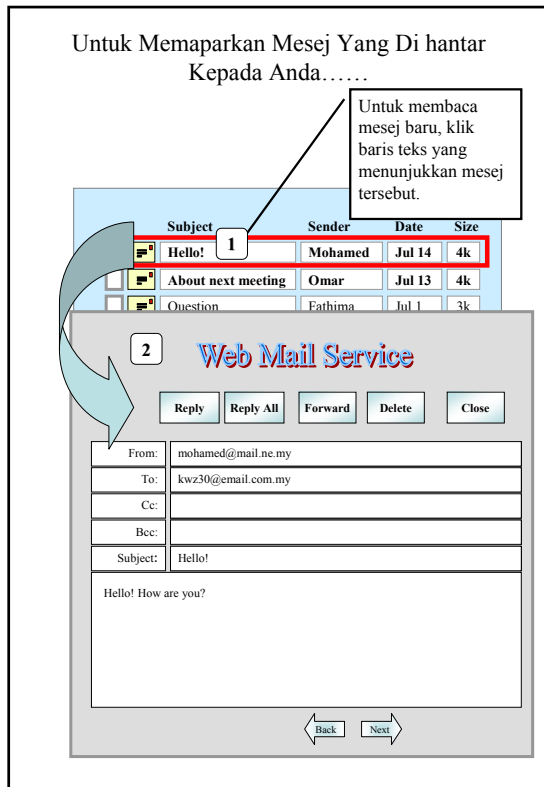 Untuk Memaparkan Mesej Yang Di hantar
Kepada Anda……
Untuk membaca
mesej baru, klik
baris teks yang
menunjukkan mesej
tersebut.
Subject Sender Date Size
Hello! 1 Mohamed Jul 14 4k
About next meeting Omar Jul 13 4k
Question Fathima Jul 1 3k
2 Web Mail Service
Reply Reply All Forward Delete Close
From: mohamed@mail.ne.my
To: kwz30@email.com.my
Cc:
Bcc:
Subject: Hello!
Hello! How are you?
Back Next